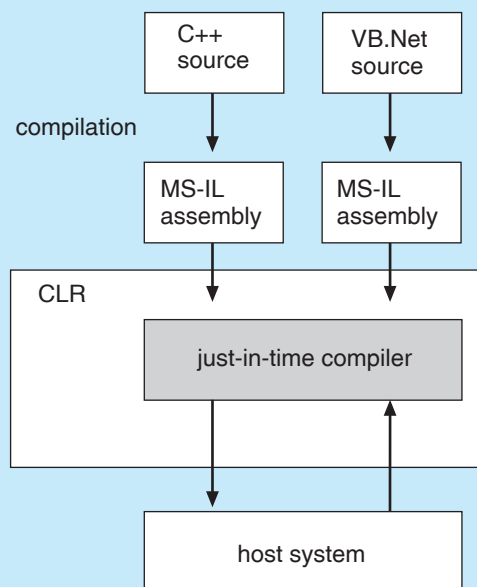 C++
source
VB.Net
source
compilation
MS-IL
assembly
MS-IL
assembly
CLR
just-in-time compiler
host system